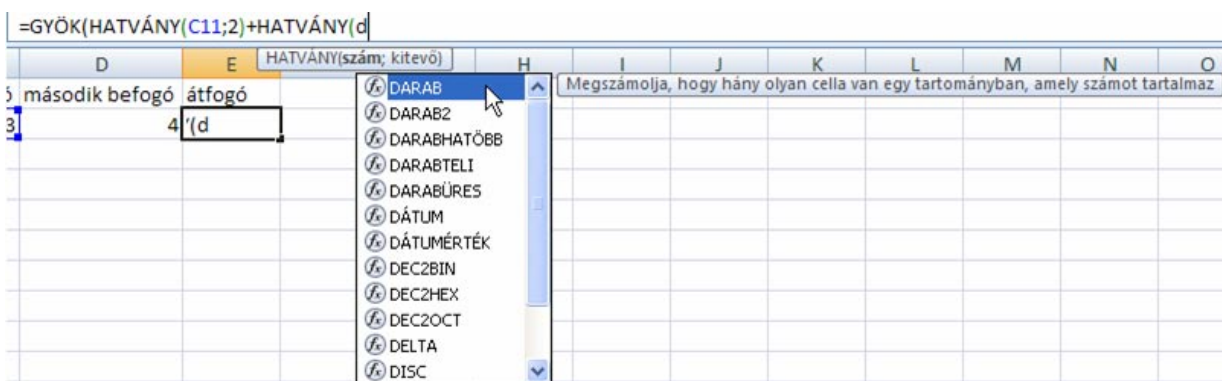 =GYÖK(HATVÁNY(C11;2)+HATVÁNY(d
HATVÁNY(szám; kitevő)
D E H I J K L M N O
ó második befogó átfogó
3 4 '(d
Megszámolja, hogy hány olyan cella van egy tartományban, amely számot tartalmaz
DARAB
DARAB2
DARABHATÖBB
DARABTELI
DARABÜRES
DÁTUM
DÁTUMÉRTÉK
DEC2BIN
DEC2HEX
DEC2OCT
DELTA
DISC